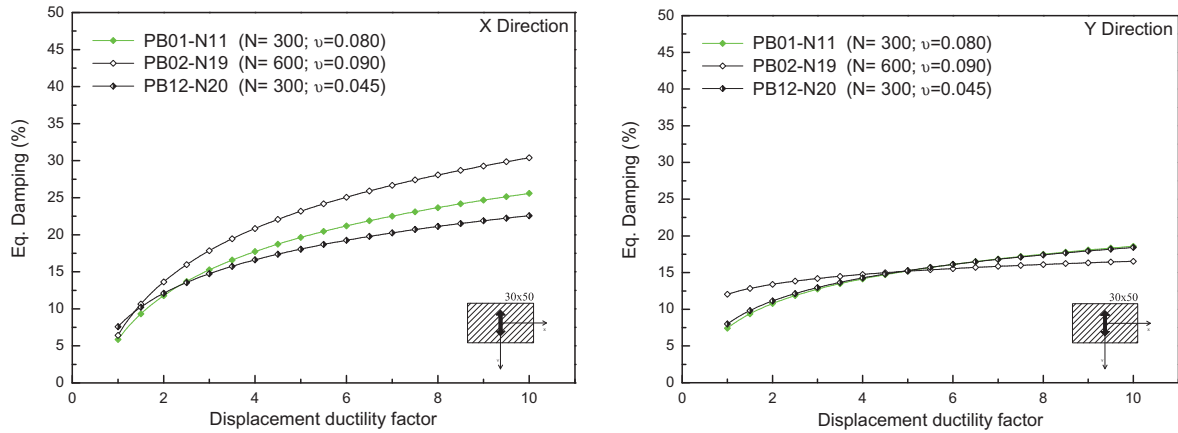 X Direction
PB01-N11 (N= 300; υ=0.080)
PB02-N19 (N= 600; υ=0.090)
PB12-N20 (N= 300; υ=0.045)
50
45
40
35
30
25
20
15
10
5
0
Eq. Damping (%)
30x50
x
0 2 4 6 8 10
Displacement ductility factor
Y Direction
PB01-N11 (N= 300; υ=0.080)
PB02-N19 (N= 600; υ=0.090)
PB12-N20 (N= 300; υ=0.045)
50
45
40
35
30
25
20
15
10
5
0
Eq. Damping (%)
30x50
x
0 2 4 6 8 10
Displacement ductility factor